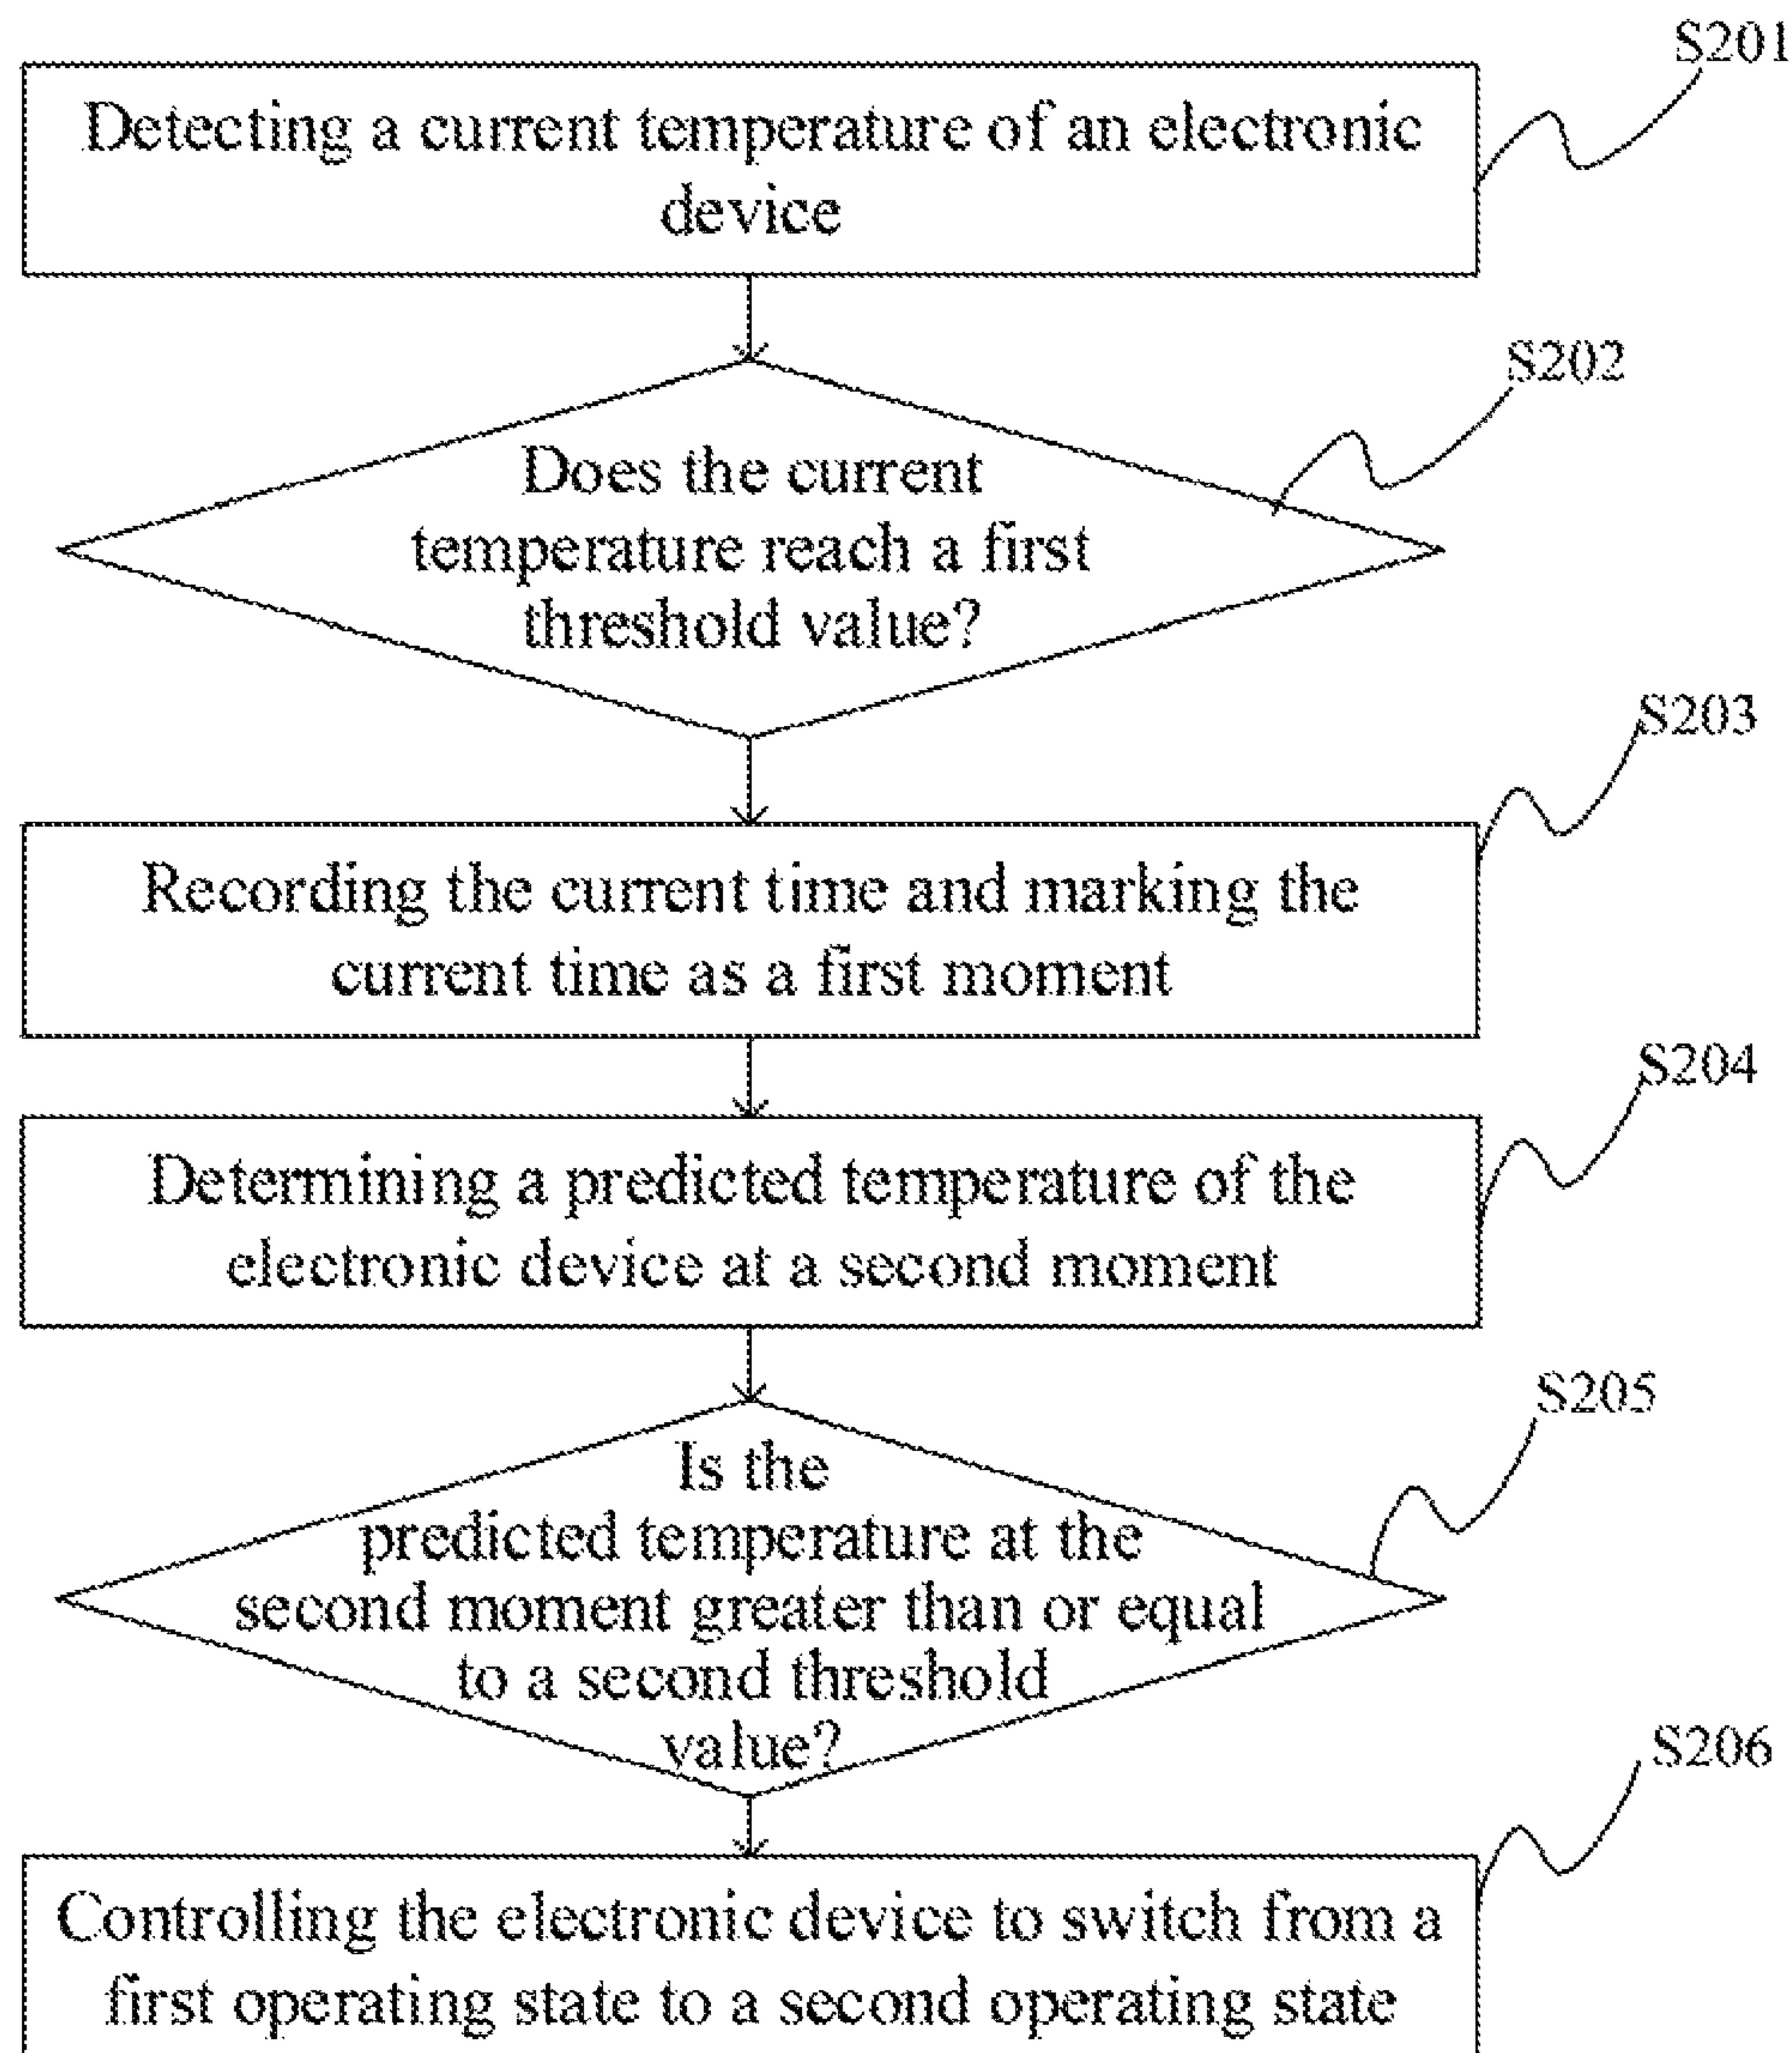 S201
Detecting a current temperature of an electronic
device
S202
Does the current
temperature reach a first
threshold value?
S203
Recording the current time and marking the
current time as a first moment
S204
Determining a predicted temperature of the
electronic device at a second moment
S205
Is the
predicted temperature at the
second moment greater than or equal
to a second threshold
value?
S206
Controlling the electronic device to switch from a
first operating state to a second operating state